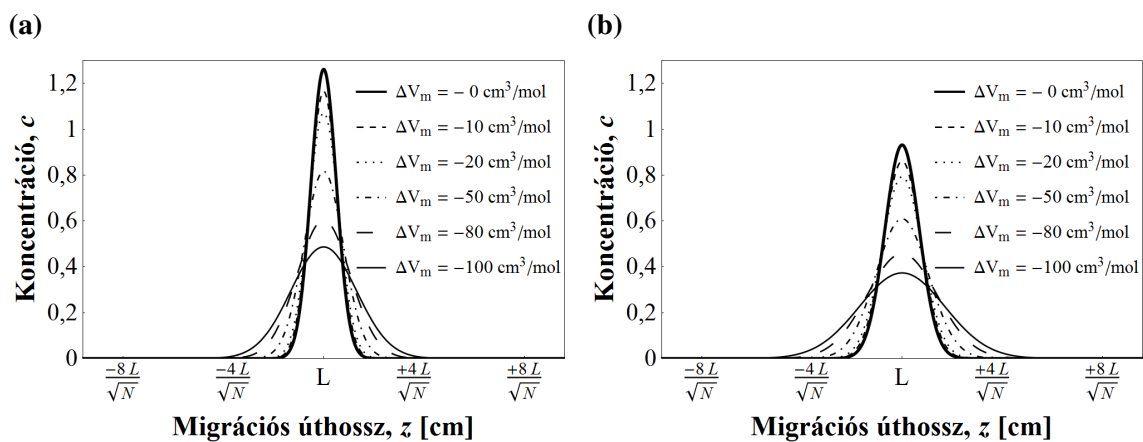 (a)
Koncentráció, c
1,2
1
0,8
0,6
0,4
0,2
0
ΔVm = − 0 cm³/mol
ΔVm = −10 cm³/mol
ΔVm = −20 cm³/mol
ΔVm = −50 cm³/mol
ΔVm = −80 cm³/mol
ΔVm = −100 cm³/mol
−8 L/√N −4 L/√N L +4 L/√N +8 L/√N
Migrációs úthossz, z [cm]
(b)
Koncentráció, c
1,2
1
0,8
0,6
0,4
0,2
0
ΔVm = − 0 cm³/mol
ΔVm = −10 cm³/mol
ΔVm = −20 cm³/mol
ΔVm = −50 cm³/mol
ΔVm = −80 cm³/mol
ΔVm = −100 cm³/mol
−8 L/√N −4 L/√N L +4 L/√N +8 L/√N
Migrációs úthossz, z [cm]